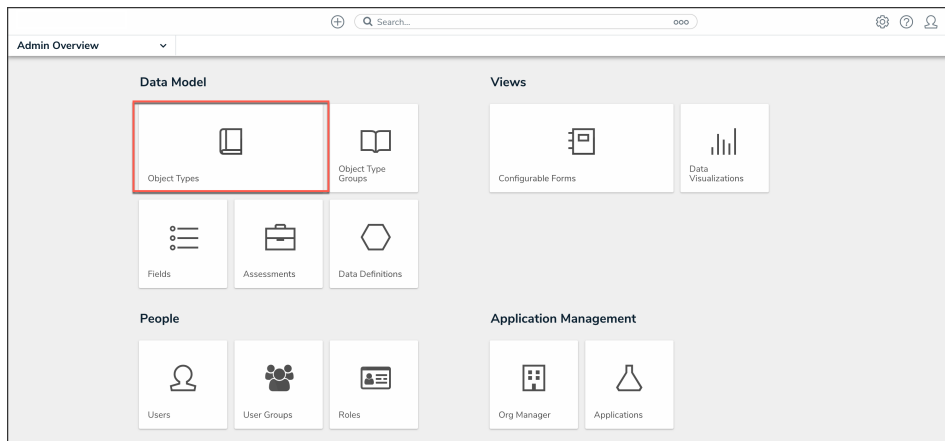 Search...
Admin Overview
Data Model
Views
Object Types
Object Type
Groups
Configurable Forms
Data
Visualizations
Fields
Assessments
Data Definitions
People
Application Management
Users
User Groups
Roles
Org Manager
Applications